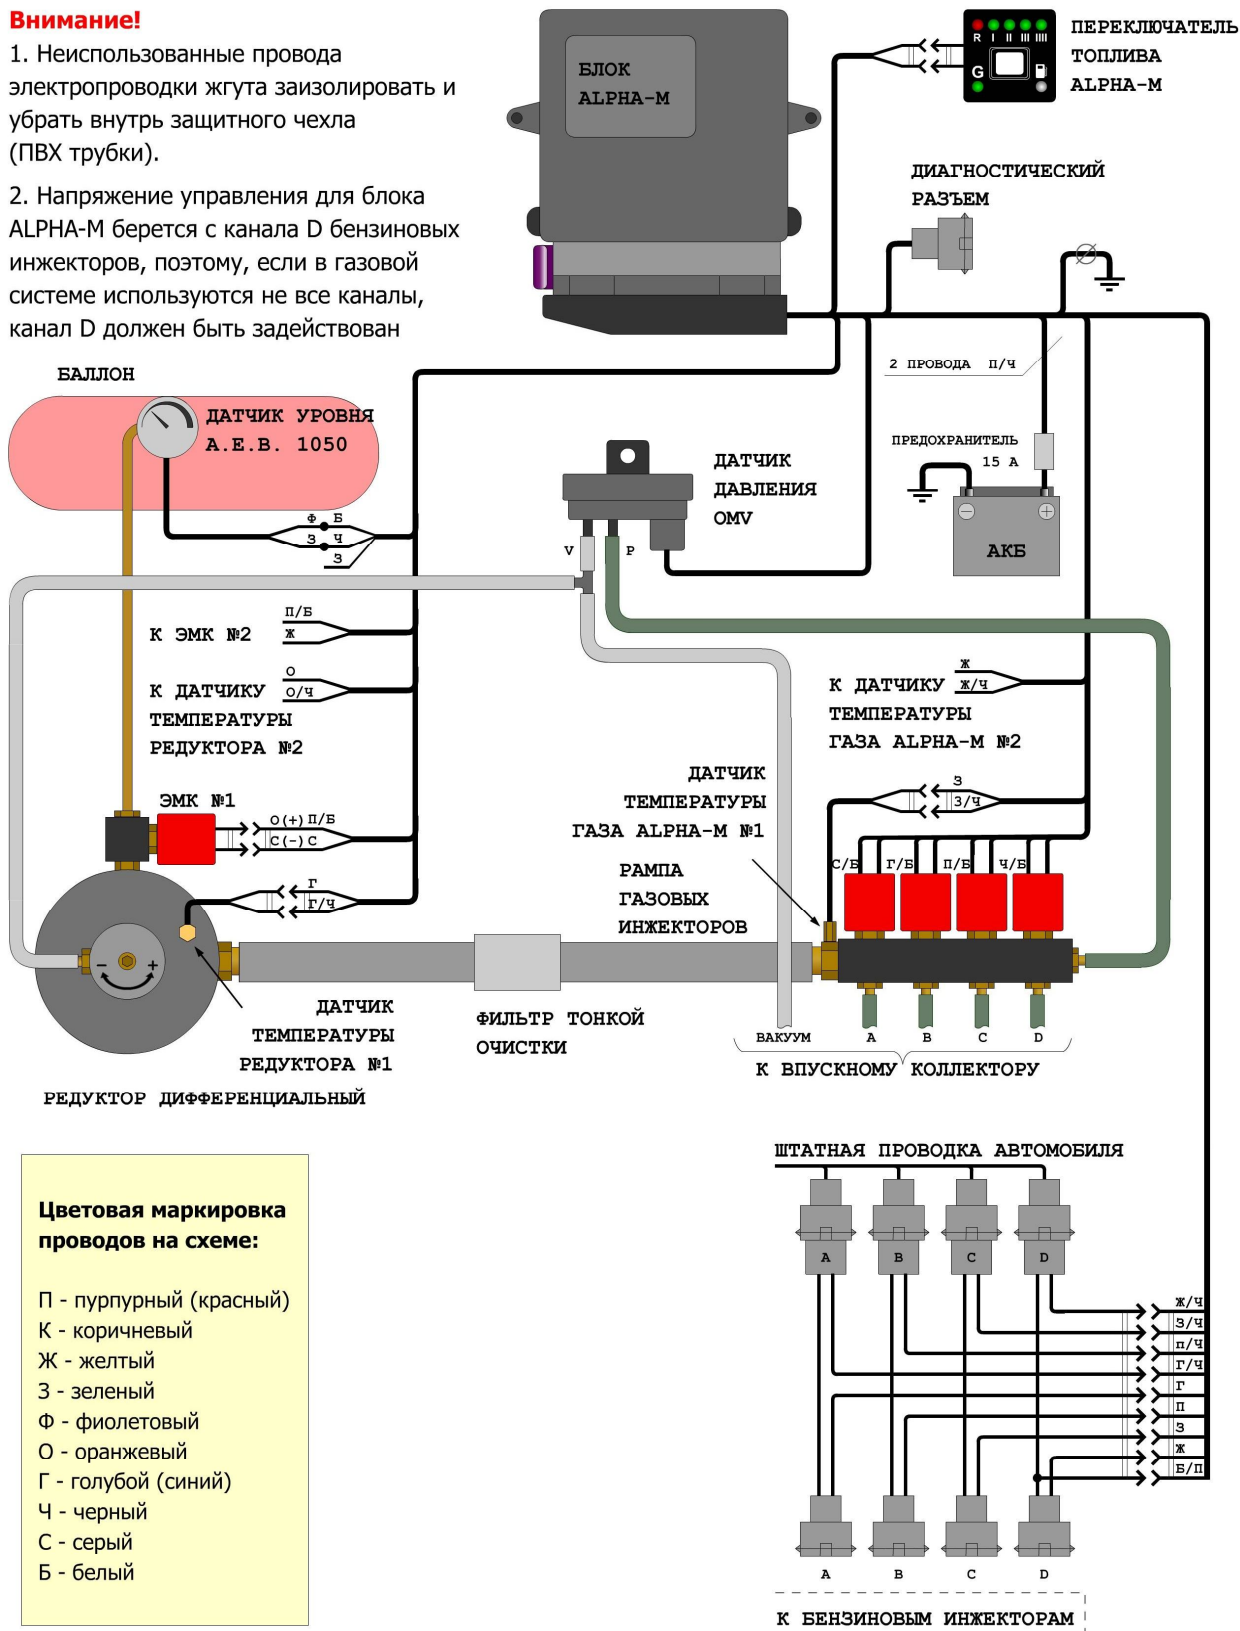 Внимание!
1. Неиспользованные провода
электропроводки жгута заизолировать и
убрать внутрь защитного чехла
(ПВХ трубки).
2. Напряжение управления для блока
ALPHA-M берется с канала D бензиновых
инжекторов, поэтому, если в газовой
системе используются не все каналы,
канал D должен быть задействован
БЛОК
ALPHA-M
R I II III IIII
G
ПЕРЕКЛЮЧАТЕЛЬ
ТОПЛИВА
ALPHA-M
ДИАГНОСТИЧЕСКИЙ
РАЗЪЕМ
2 ПРОВОДА П/Ч
ПРЕДОХРАНИТЕЛЬ
15 А
− +
АКБ
БАЛЛОН
ДАТЧИК УРОВНЯ
A.E.B. 1050
Ф Б
З Ч
З
ДАТЧИК
ДАВЛЕНИЯ
OMV
V P
К ЭМК №2
П/Б
Ж
К ДАТЧИКУ
ТЕМПЕРАТУРЫ
РЕДУКТОРА №2
О
О/Ч
К ДАТЧИКУ
ТЕМПЕРАТУРЫ
ГАЗА ALPHA-M №2
Ж
Ж/Ч
ДАТЧИК
ТЕМПЕРАТУРЫ
ГАЗА ALPHA-M №1
З
З/Ч
ЭМК №1
О(+) П/Б
С(-) С
Г
Г/Ч
РАМПА
ГАЗОВЫХ
ИНЖЕКТОРОВ
С/Б Г/Б П/Б Ч/Б
− +
ДАТЧИК
ТЕМПЕРАТУРЫ
РЕДУКТОРА №1
РЕДУКТОР ДИФФЕРЕНЦИАЛЬНЫЙ
ФИЛЬТР ТОНКОЙ
ОЧИСТКИ
ВАКУУМ A B C D
К ВПУСКНОМУ КОЛЛЕКТОРУ
Цветовая маркировка
проводов на схеме:
П - пурпурный (красный)
К - коричневый
Ж - желтый
З - зеленый
Ф - фиолетовый
О - оранжевый
Г - голубой (синий)
Ч - черный
С - серый
Б - белый
ШТАТНАЯ ПРОВОДКА АВТОМОБИЛЯ
A B C D
Ж/Ч
З/Ч
п/Ч
Г/Ч
Г
П
З
Ж
Б/П
A B C D
К БЕНЗИНОВЫМ ИНЖЕКТОРАМ